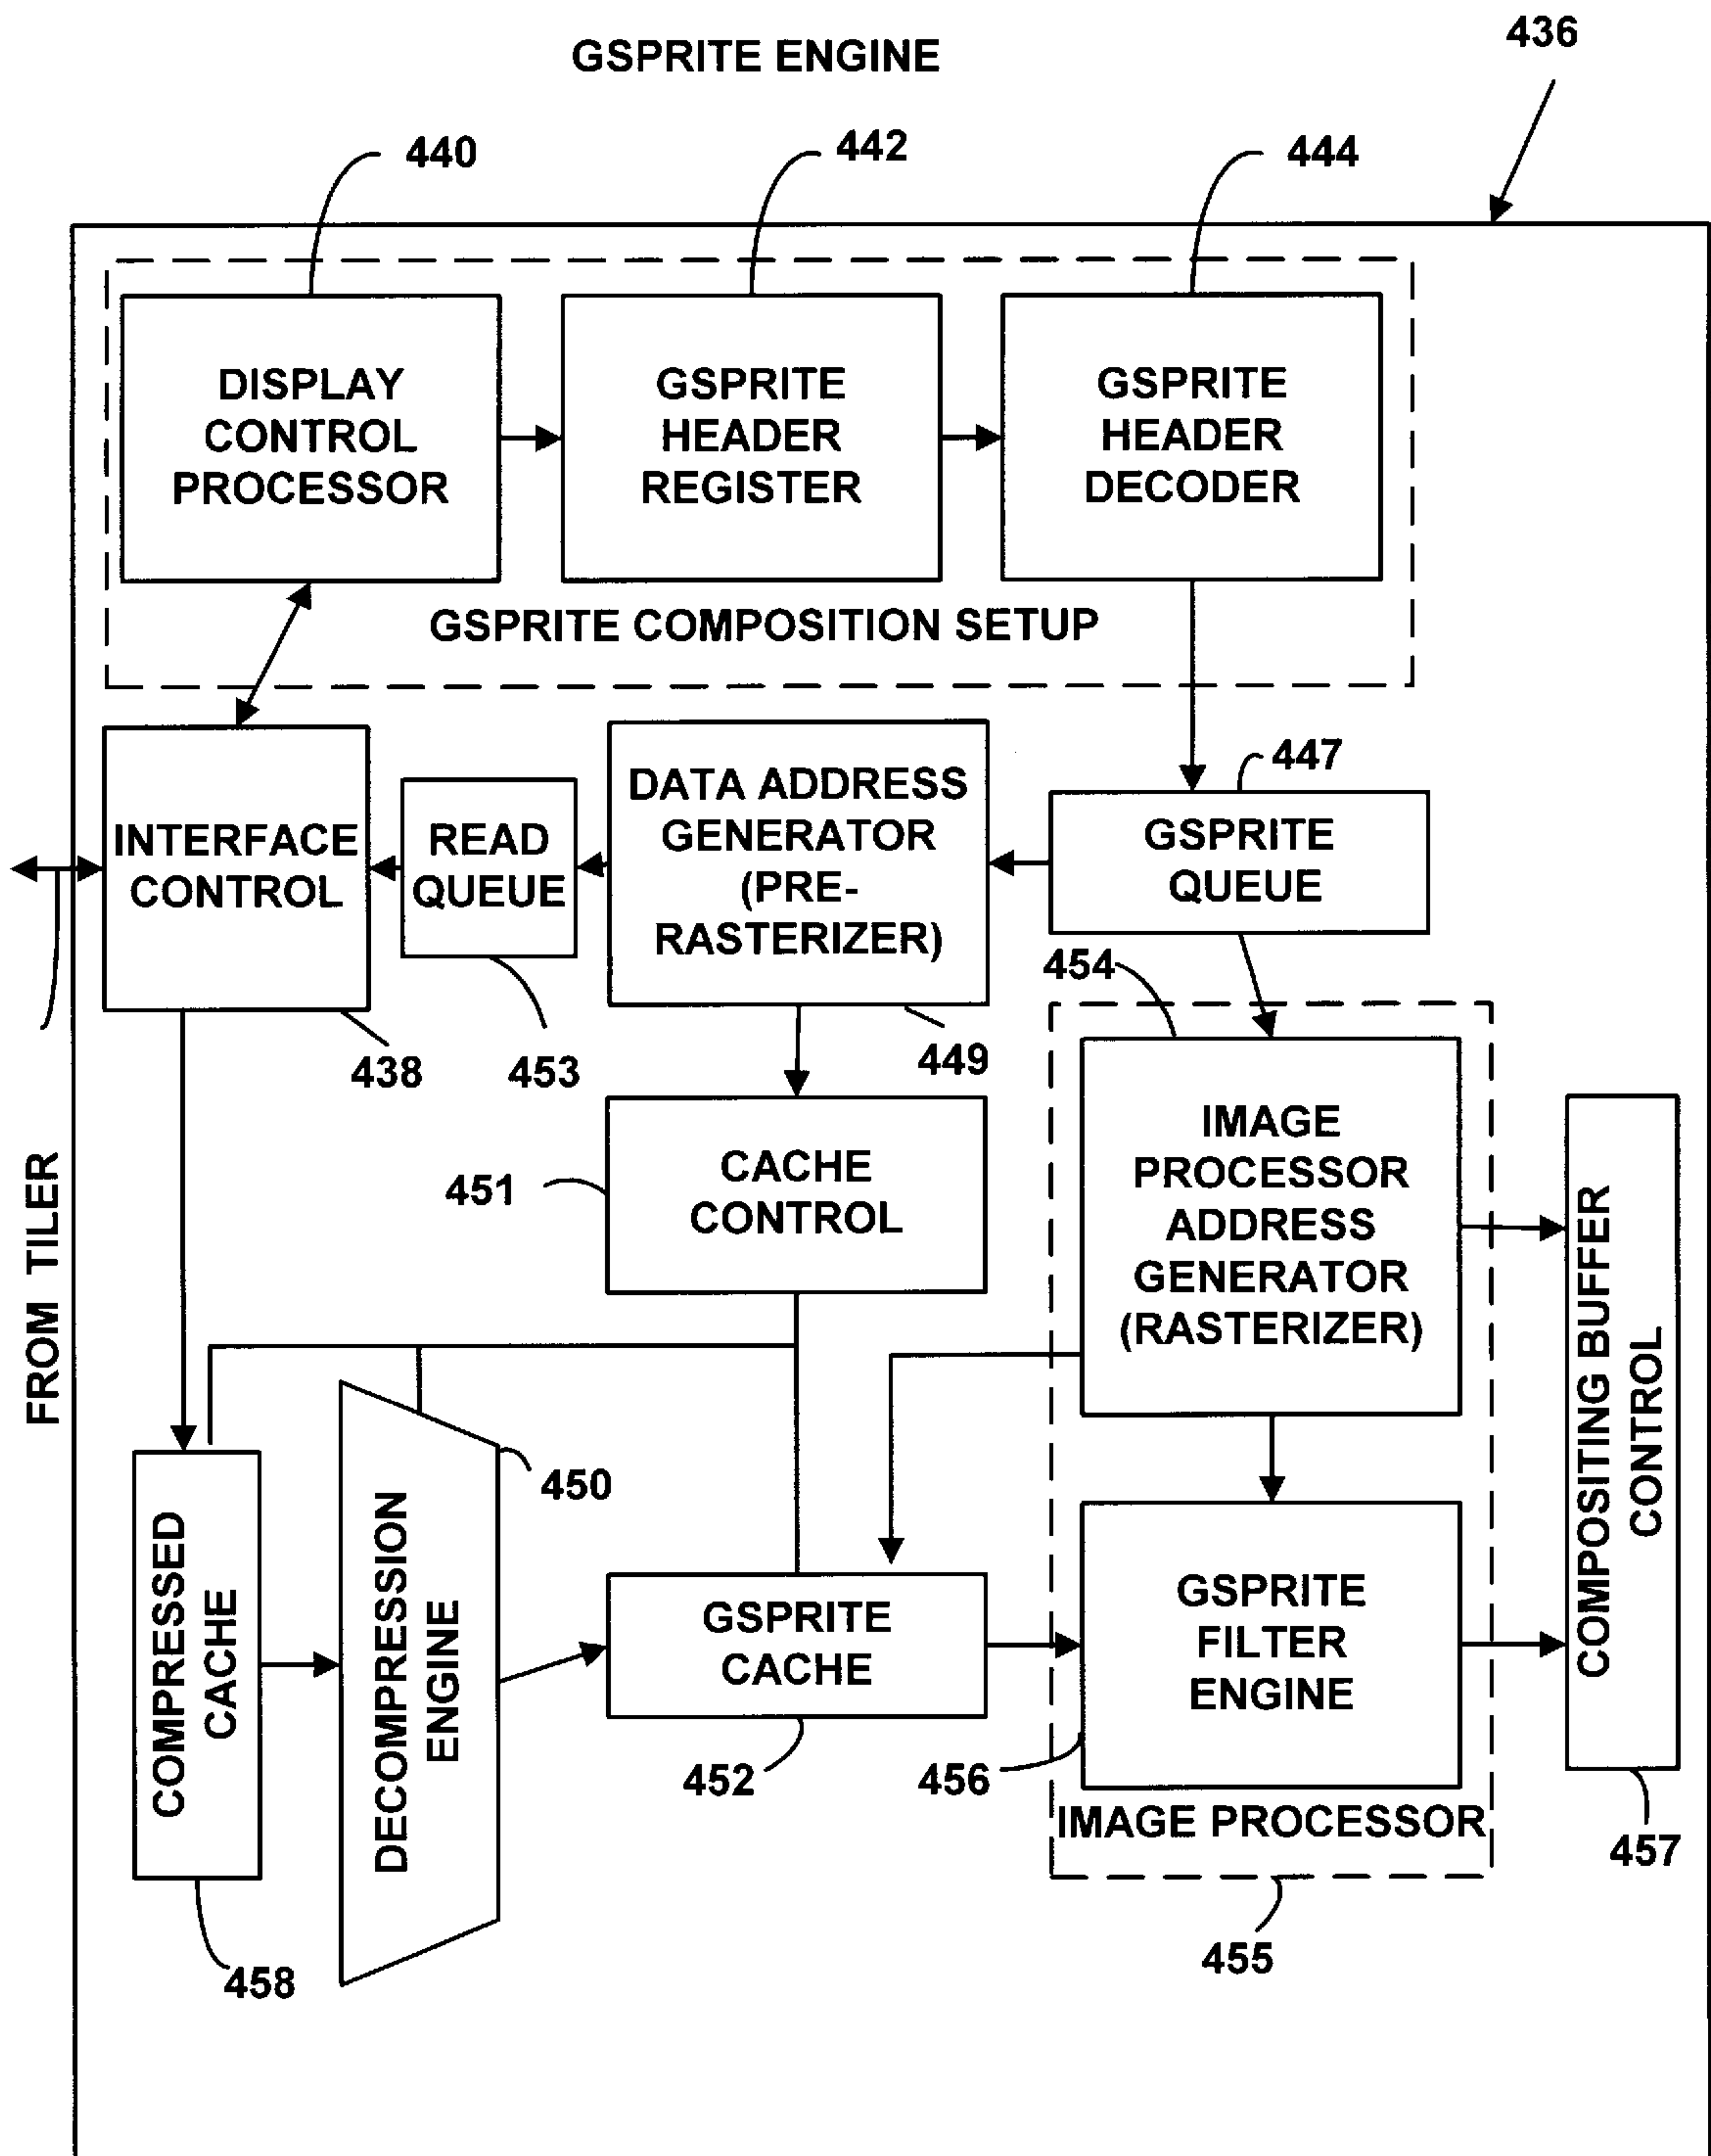 GSPRITE ENGINE
436
440
442
444
DISPLAY
CONTROL
PROCESSOR
GSPRITE
HEADER
REGISTER
GSPRITE
HEADER
DECODER
GSPRITE COMPOSITION SETUP
447
INTERFACE
CONTROL
READ
QUEUE
DATA ADDRESS
GENERATOR
(PRE-
RASTERIZER)
GSPRITE
QUEUE
454
438
453
449
FROM TILER
451
CACHE
CONTROL
IMAGE
PROCESSOR
ADDRESS
GENERATOR
(RASTERIZER)
COMPOSITING BUFFER
CONTROL
450
COMPRESSED
CACHE
DECOMPRESSION
ENGINE
GSPRITE
CACHE
GSPRITE
FILTER
ENGINE
452
456
IMAGE PROCESSOR
457
458
455